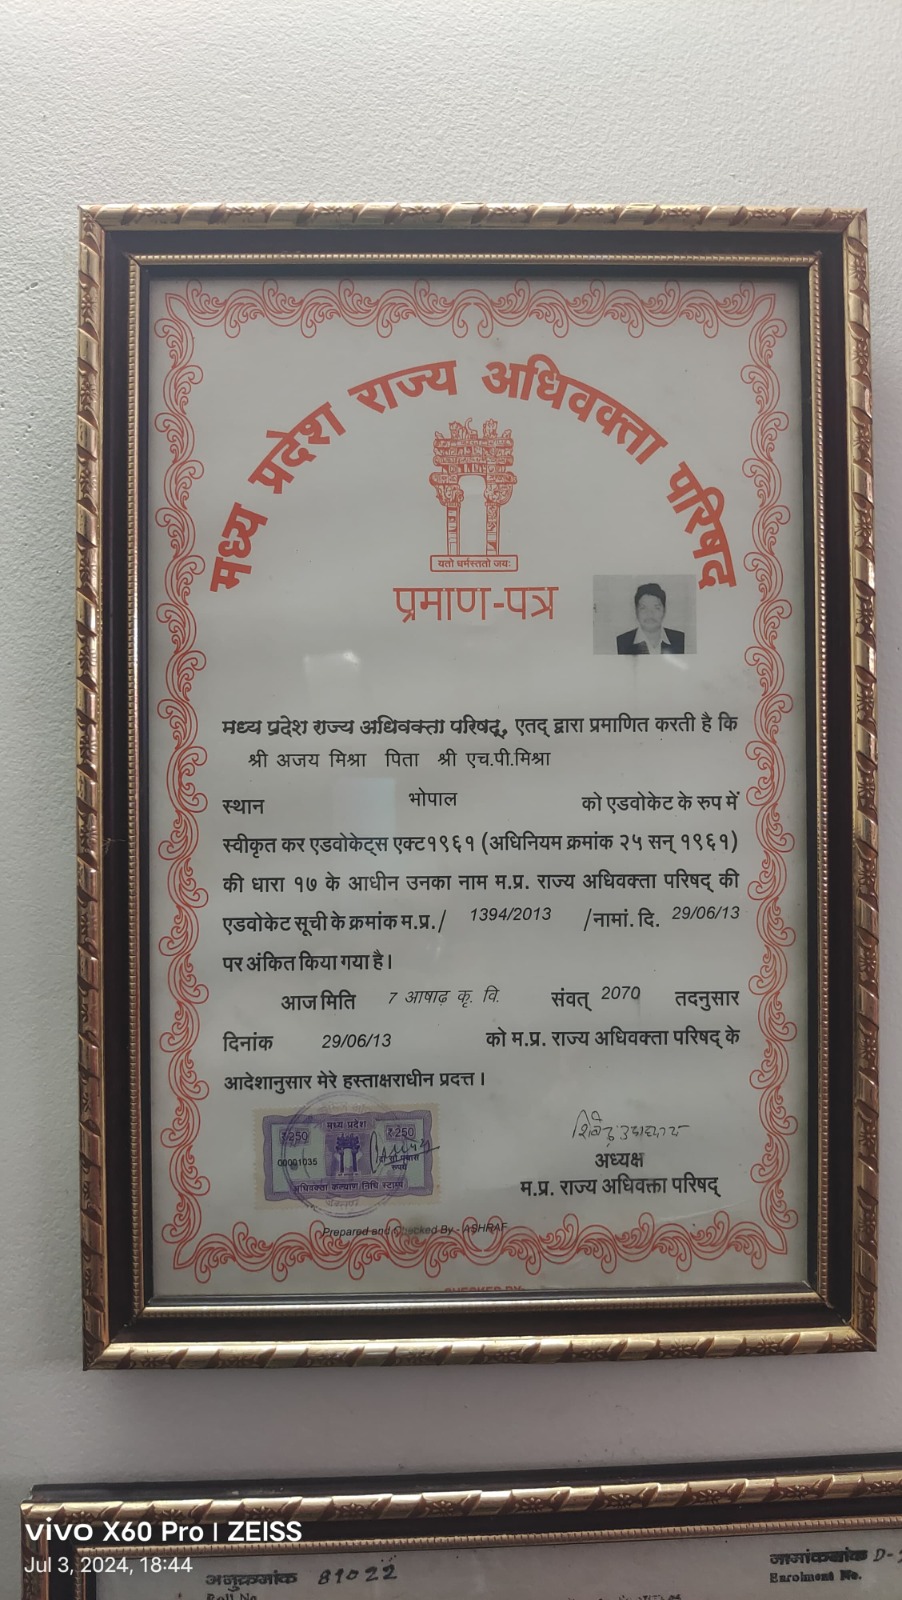 मध्य प्रदेश राज्य अधिवक्ता परिषद्
यतो धर्मस्ततो जयः
प्रमाण-पत्र
मध्य प्रदेश राज्य अधिवक्ता परिषद्, एतद् द्वारा प्रमाणित करती है कि
श्री अजय मिश्रा पिता श्री एच.पी.मिश्रा
स्थान भोपाल को एडवोकेट के रुप में
स्वीकृत कर एडवोकेट्स एक्ट१९६१ (अधिनियम क्रमांक २५ सन् १९६१)
की धारा १७ के आधीन उनका नाम म.प्र. राज्य अधिवक्ता परिषद् की
एडवोकेट सूची के क्रमांक म.प्र./ 1394/2013 /नामां. दि. 29/06/13
पर अंकित किया गया है।
आज मिति 7 आषाढ़ कृ. वि. संवत् 2070 तदनुसार
दिनांक 29/06/13 को म.प्र. राज्य अधिवक्ता परिषद् के
आदेशानुसार मेरे हस्ताक्षराधीन प्रदत्त।
मध्य प्रदेश
₹250 ₹250
00001035
रुपये
अधिवक्ता कल्याण निधि स्टाम्प
अध्यक्ष
म.प्र. राज्य अधिवक्ता परिषद्
Prepared and Checked By:- ASHRAF
CHECKED BY:
vivo X60 Pro | ZEISS
Jul 3, 2024, 18:44
अनुक्रमांक 81022
Roll No.
Enrolment No.